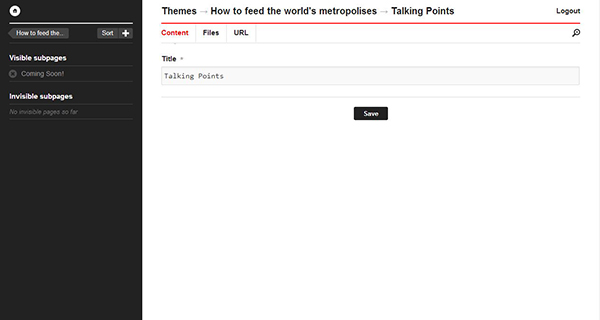 Themes → How to feed the world's metropolises → Talking Points
Logout
How to feed the..
Sort
Content Files URL
Visible subpages
Title *
Coming Soon!
Talking Points
Invisible subpages
No invisible pages so far
Save